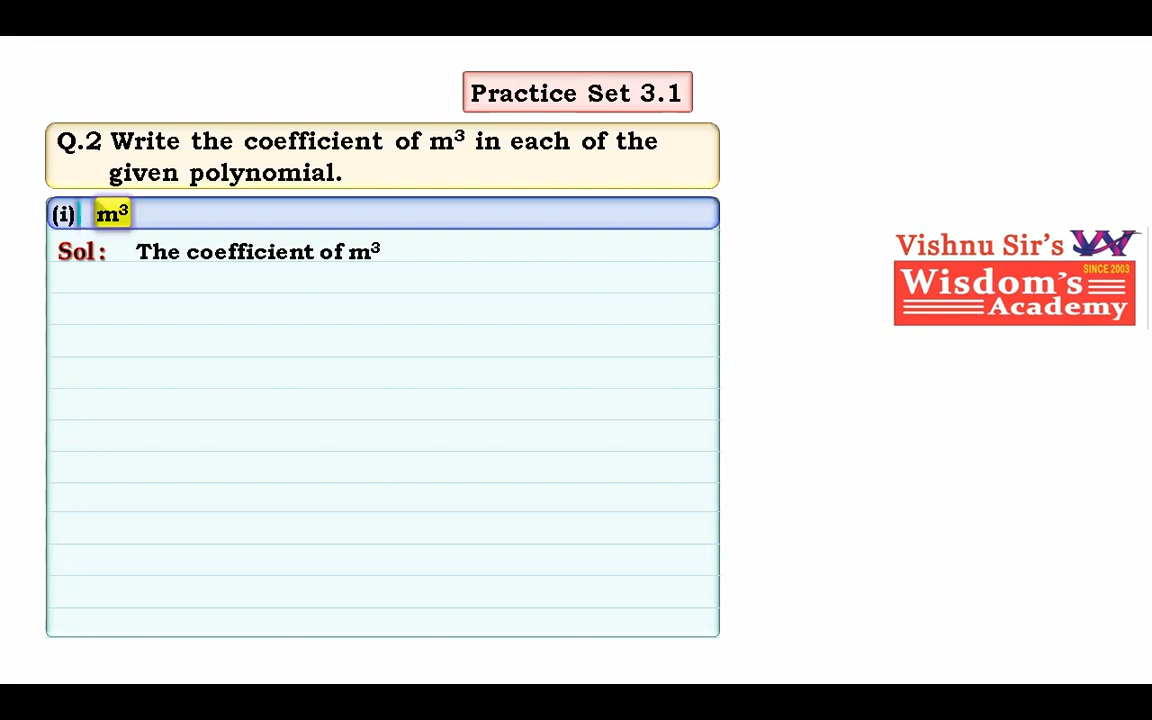 Practice Set 3.1
Q.2 Write the coefficient of m³ in each of the
given polynomial.
(i) m³
Sol: The coefficient of m³
Vishnu Sir's W
SINCE 2003
Wisdom's
Academy